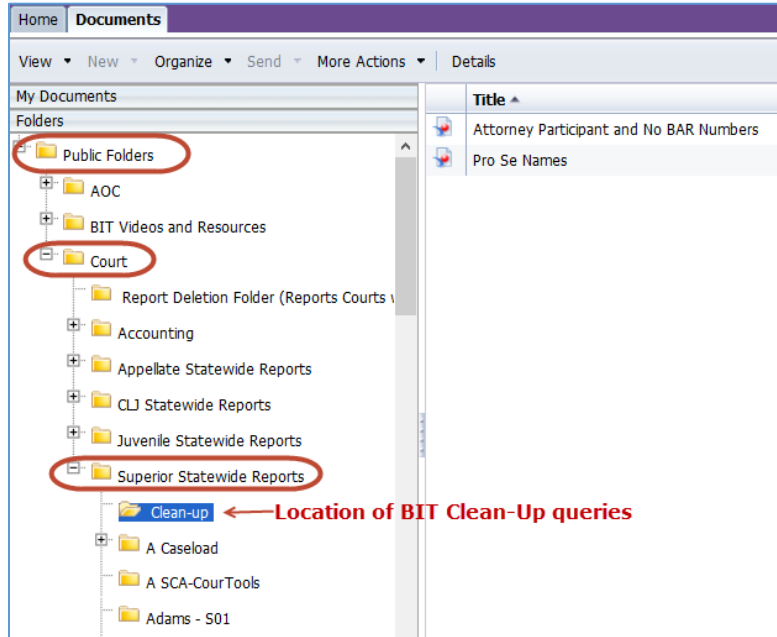 Home Documents
View New Organize Send More Actions Details
My Documents
Folders
Public Folders
AOC
BIT Videos and Resources
Court
Report Deletion Folder (Reports Courts
Accounting
Appellate Statewide Reports
CLJ Statewide Reports
Juvenile Statewide Reports
Superior Statewide Reports
Clean-up
Location of BIT Clean-Up queries
A Caseload
A SCA-CourTools
Adams - S01
Title
Attorney Participant and No BAR Numbers
Pro Se Names